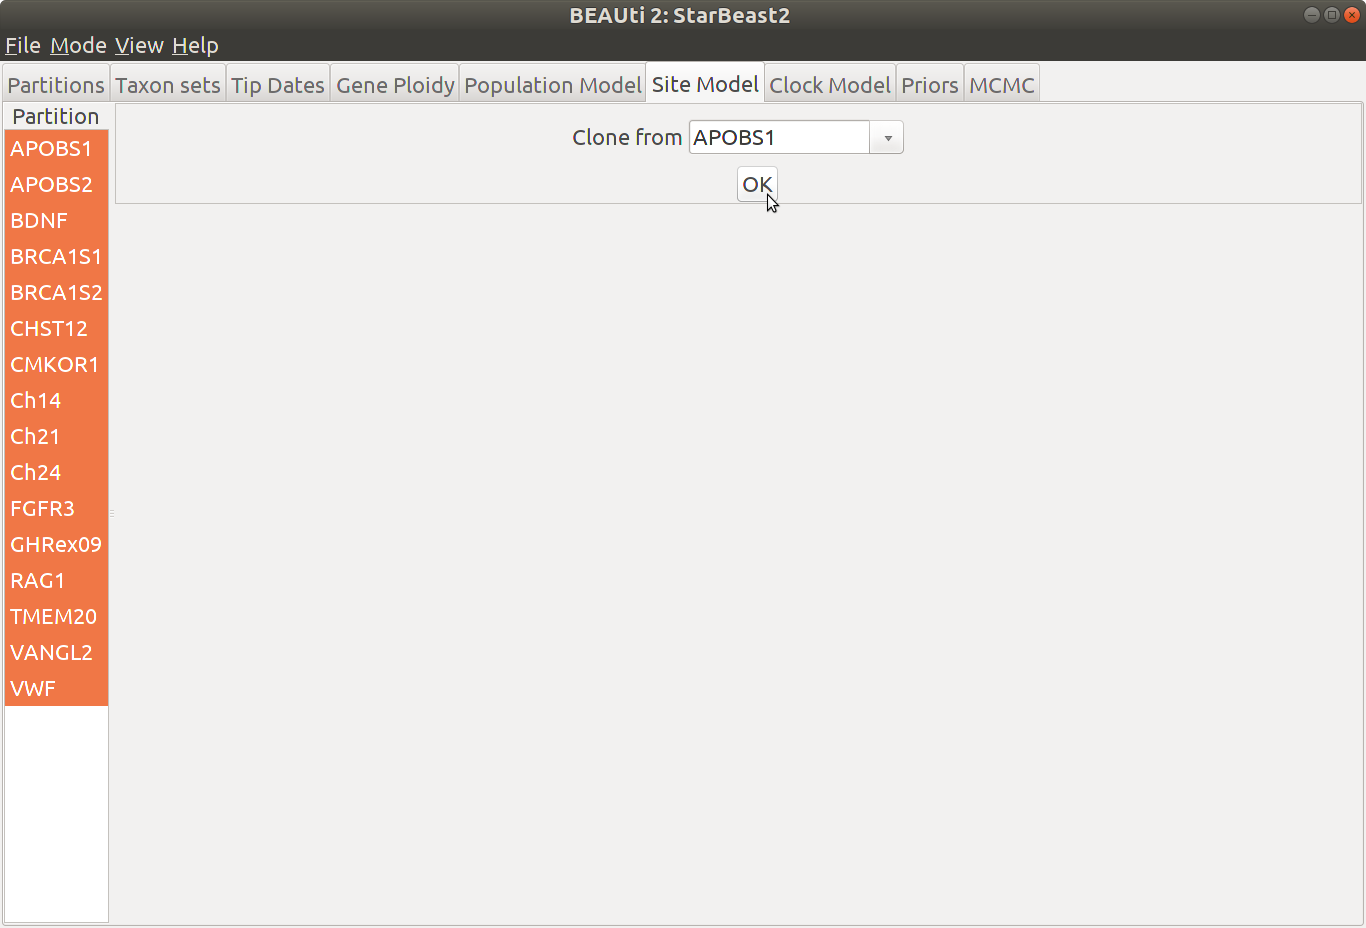 BEAUti 2: StarBeast2
File Mode View Help
Partitions Taxon sets Tip Dates Gene Ploidy Population Model Site Model Clock Model Priors MCMC
Partition
APOBS1
APOBS2
BDNF
BRCA1S1
BRCA1S2
CHST12
CMKOR1
Ch14
Ch21
Ch24
FGFR3
GHRex09
RAG1
TMEM20
VANGL2
VWF
Clone from APOBS1
OK